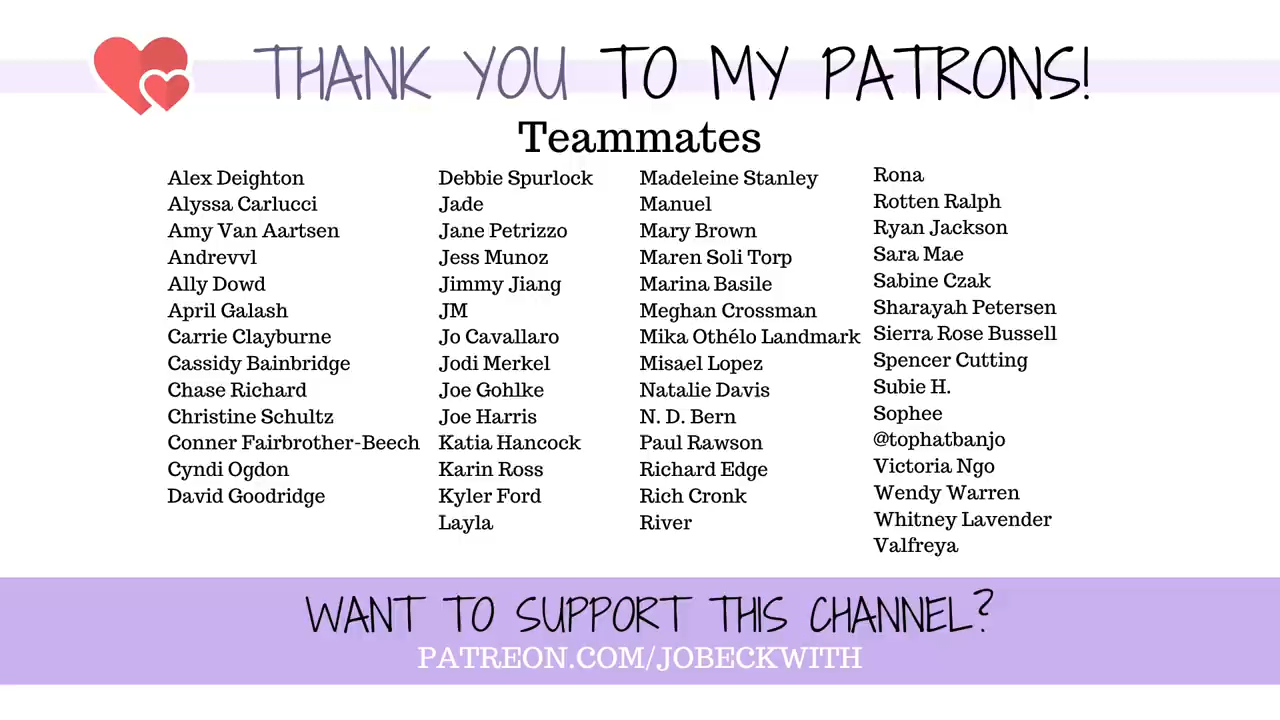 THANK YOU TO MY PATRONS!
Teammates
Alex Deighton
Alyssa Carlucci
Amy Van Aartsen
Andrevvl
Ally Dowd
April Galash
Carrie Clayburne
Cassidy Bainbridge
Chase Richard
Christine Schultz
Conner Fairbrother-Beech
Cyndi Ogdon
David Goodridge
Debbie Spurlock
Jade
Jane Petrizzo
Jess Munoz
Jimmy Jiang
JM
Jo Cavallaro
Jodi Merkel
Joe Gohlke
Joe Harris
Katia Hancock
Karin Ross
Kyler Ford
Layla
Madeleine Stanley
Manuel
Mary Brown
Maren Soli Torp
Marina Basile
Meghan Crossman
Mika Othélo Landmark
Misael Lopez
Natalie Davis
N. D. Bern
Paul Rawson
Richard Edge
Rich Cronk
River
Rona
Rotten Ralph
Ryan Jackson
Sara Mae
Sabine Czak
Sharayah Petersen
Sierra Rose Bussell
Spencer Cutting
Subie H.
Sophee
@tophatbanjo
Victoria Ngo
Wendy Warren
Whitney Lavender
Valfreya
WANT TO SUPPORT THIS CHANNEL?
PATREON.COM/JOBECKWITH